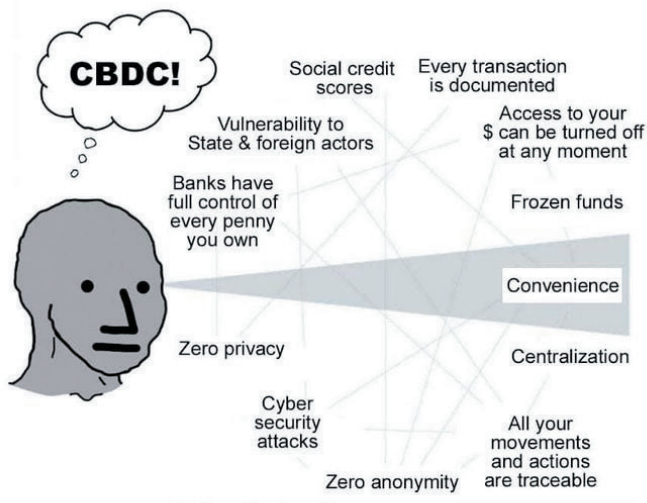 CBDC!
Social credit
scores
Every transaction
is documented
Vulnerability to
State & foreign actors
Access to your
$ can be turned off
at any moment
Banks have
full control of
every penny
you own
Frozen funds
Convenience
Zero privacy
Centralization
Cyber
security
attacks
All your
movements
and actions
are traceable
Zero anonymity